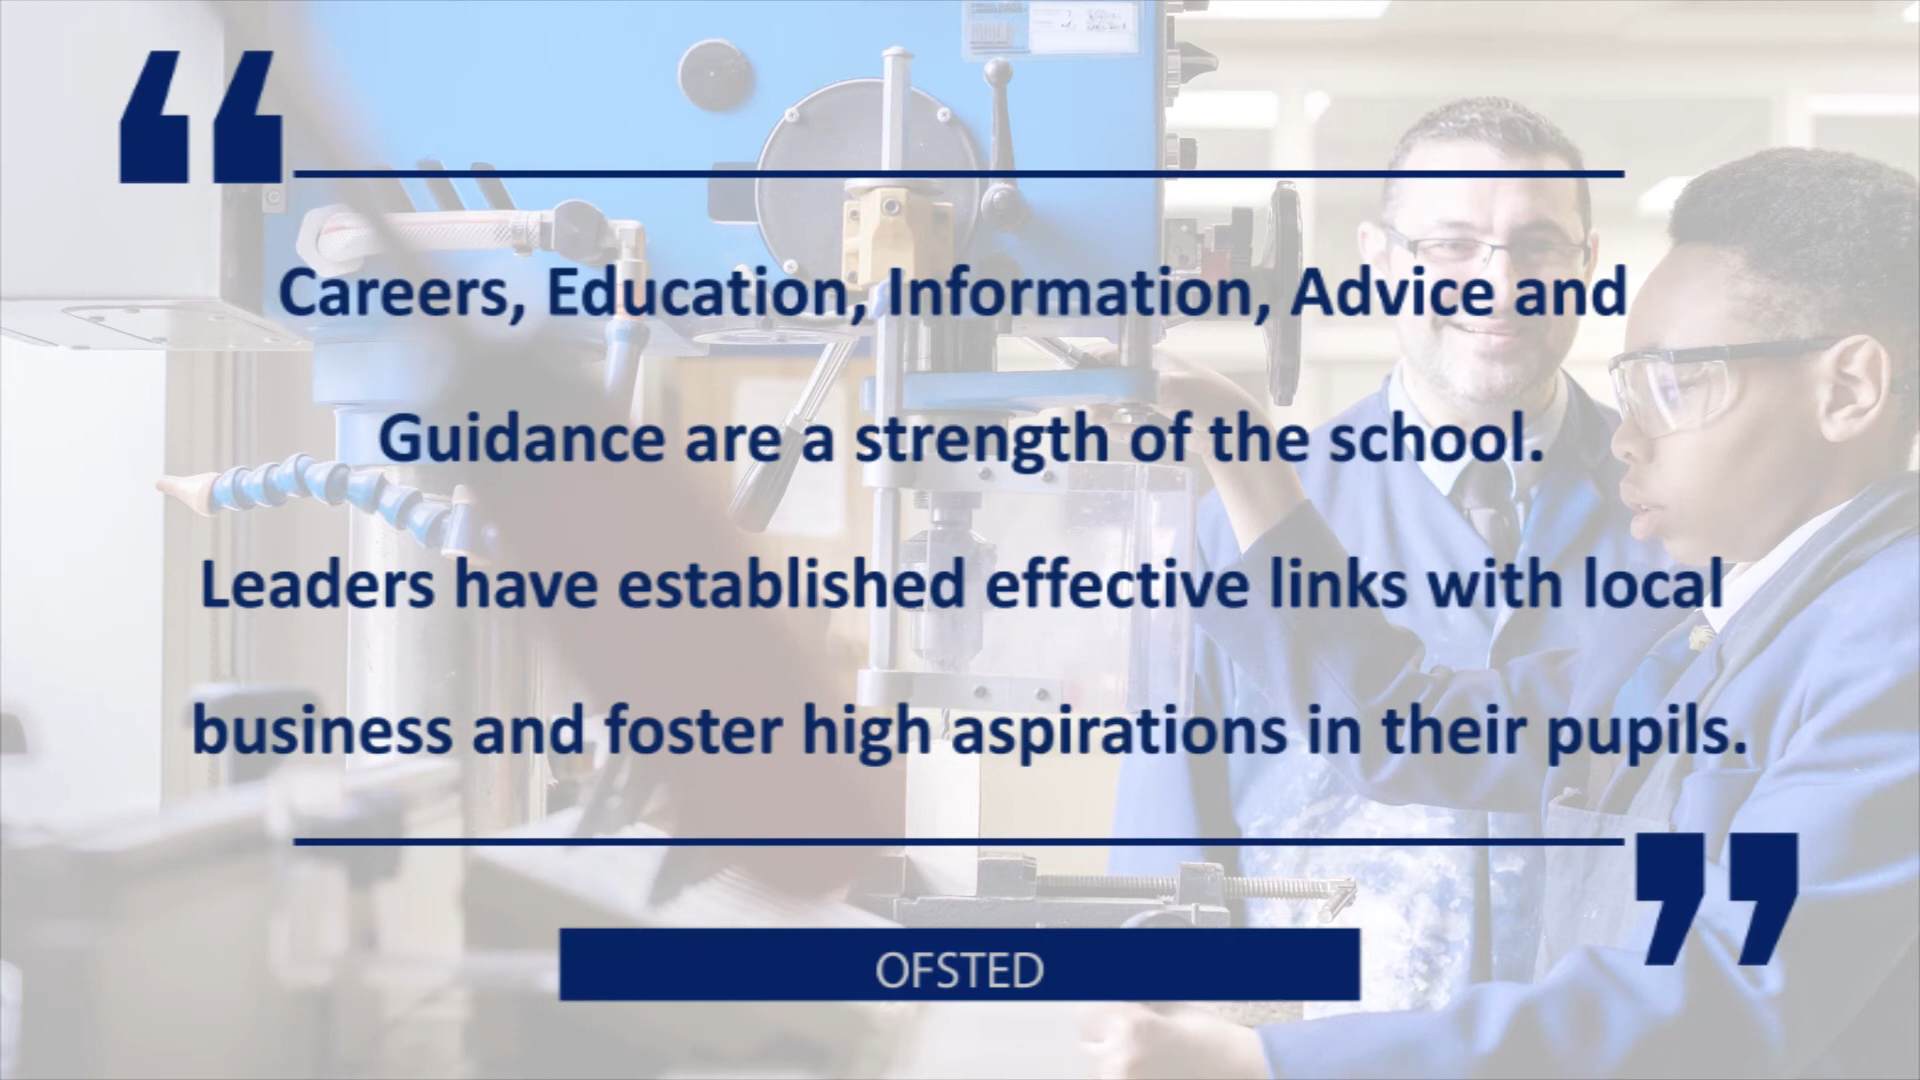 Careers, Education, Information, Advice and
Guidance are a strength of the school.
Leaders have established effective links with local
business and foster high aspirations in their pupils.
OFSTED